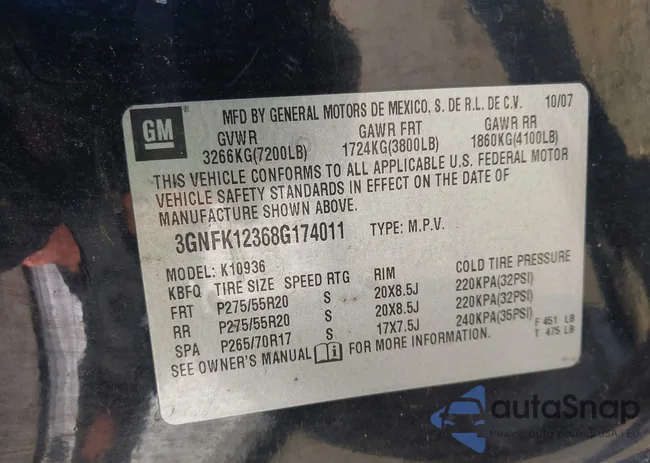 GM ®
MFD BY GENERAL MOTORS DE MEXICO, S. DE R.L. DE C.V. 10/07
GVWR GAWR FRT GAWR RR
3266KG(7200LB) 1724KG(3800LB) 1860KG(4100LB)
THIS VEHICLE CONFORMS TO ALL APPLICABLE U.S. FEDERAL MOTOR
VEHICLE SAFETY STANDARDS IN EFFECT ON THE DATE OF
MANUFACTURE SHOWN ABOVE.
3GNFK12368G174011 TYPE: M.P.V.
MODEL: K10936
KBFQ TIRE SIZE SPEED RTG RIM COLD TIRE PRESSURE
FRT P275/55R20 S 20X8.5J 220KPA(32PSI)
RR P275/55R20 S 20X8.5J 220KPA(32PSI)
SPA P265/70R17 S 17X7.5J 240KPA(35PSI)
F 451 LB
T 475 LB
SEE OWNER'S MANUAL FOR MORE INFORMATION.
autoSnap